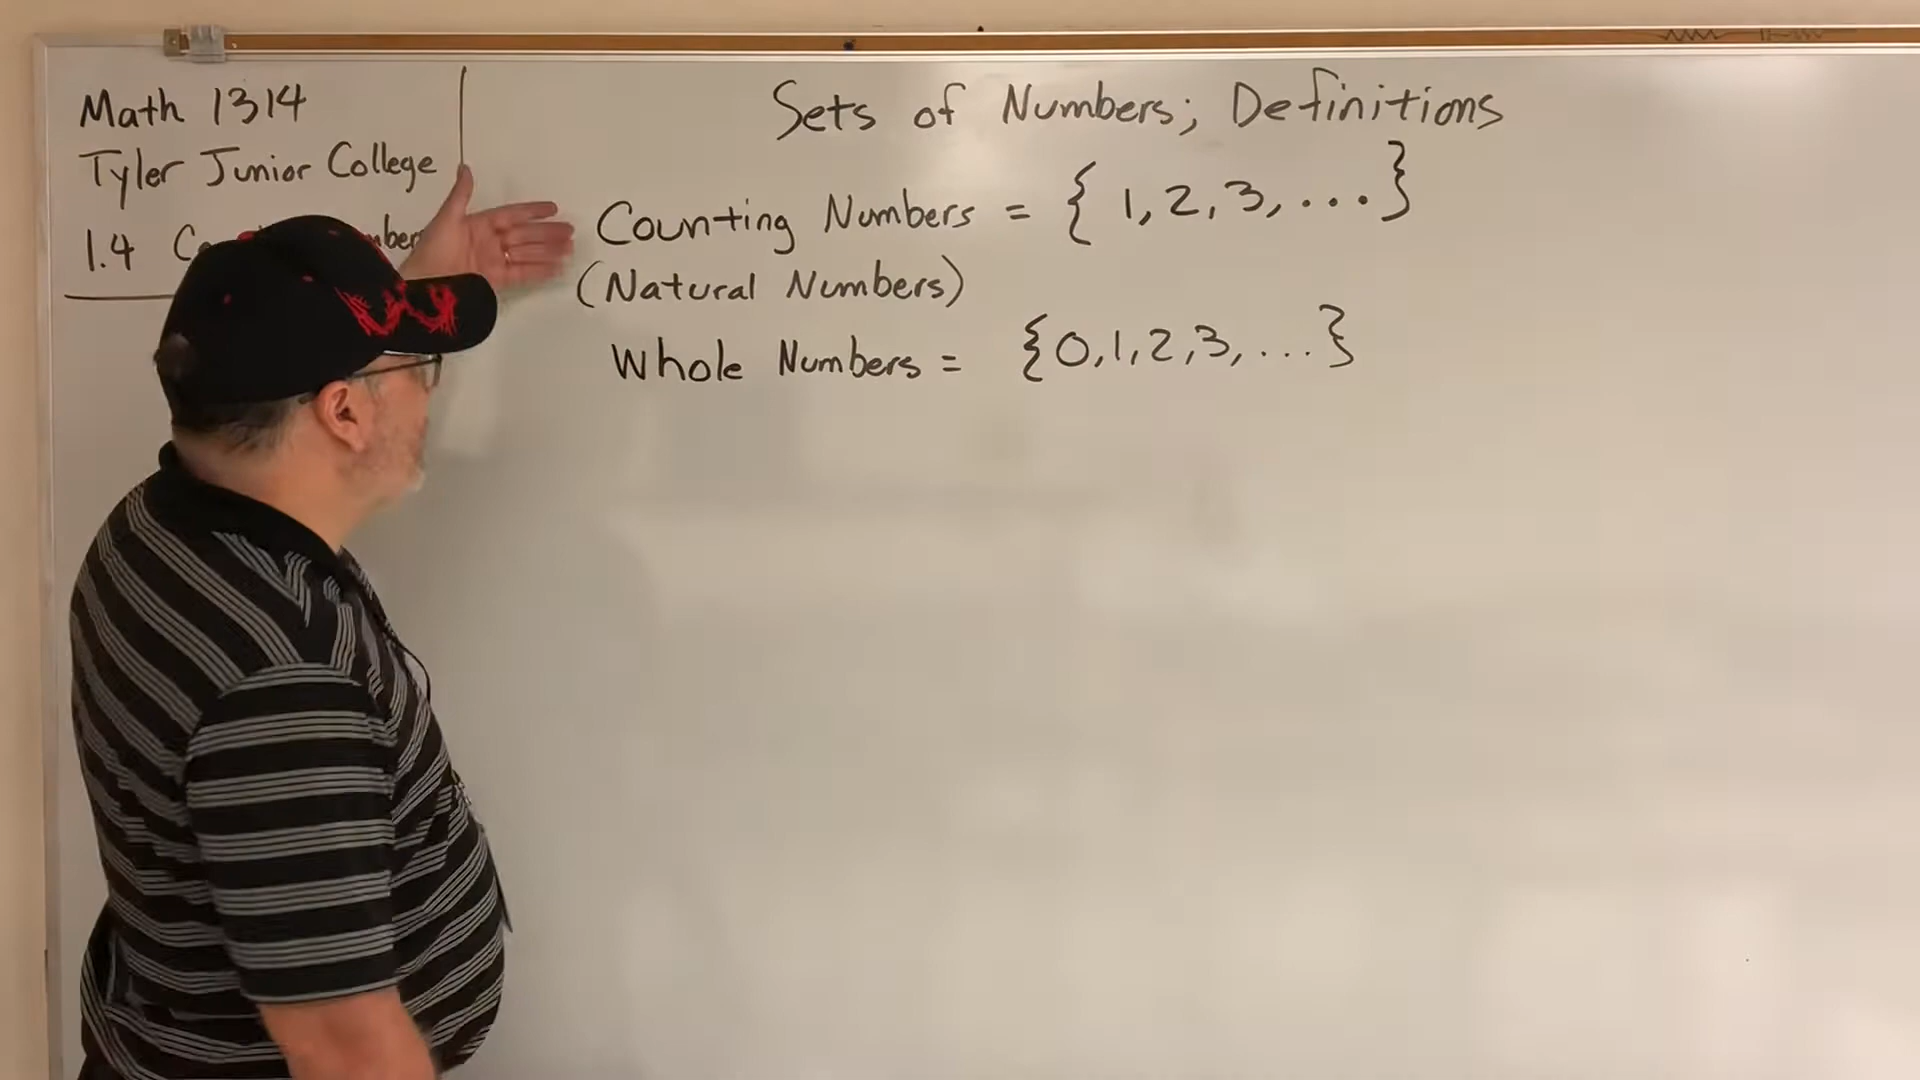 Math 1314
Tyler Junior College
1.4
Sets of Numbers; Definitions
Counting Numbers = { 1, 2, 3, ... }
(Natural Numbers)
Whole Numbers = {0, 1, 2, 3, ... }